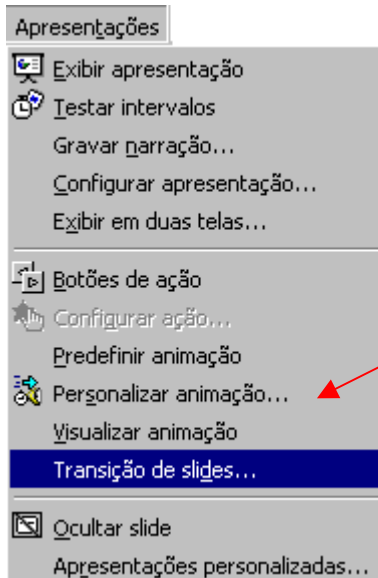 Apresentações
Exibir apresentação
Testar intervalos
Gravar narração...
Configurar apresentação...
Exibir em duas telas...
Botões de ação
Configurar ação...
Predefinir animação
Personalizar animação...
Visualizar animação
Transição de slides...
Ocultar slide
Apresentações personalizadas...